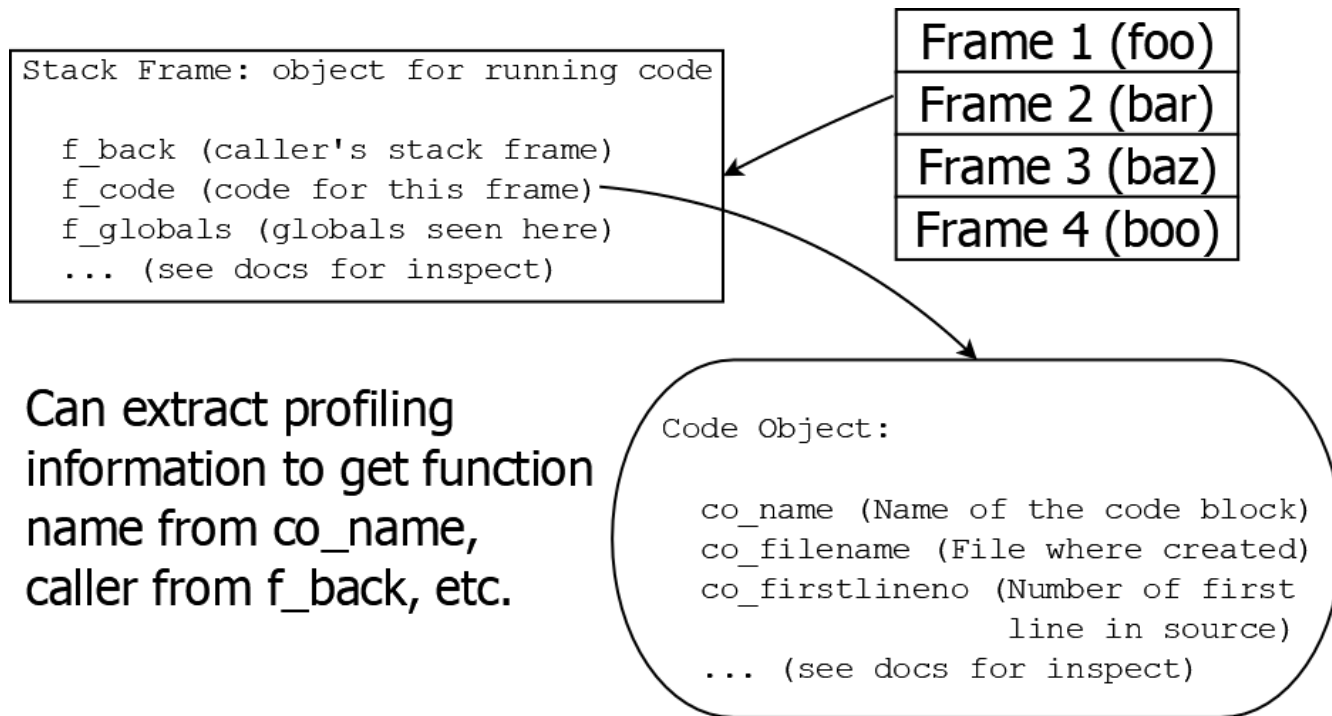 Stack Frame: object for running code
f_back (caller's stack frame)
f_code (code for this frame)
f_globals (globals seen here)
... (see docs for inspect)
Frame 1 (foo)
Frame 2 (bar)
Frame 3 (baz)
Frame 4 (boo)
Can extract profiling
information to get function
name from co_name,
caller from f_back, etc.
Code Object:
co_name (Name of the code block)
co_filename (File where created)
co_firstlineno (Number of first
line in source)
... (see docs for inspect)